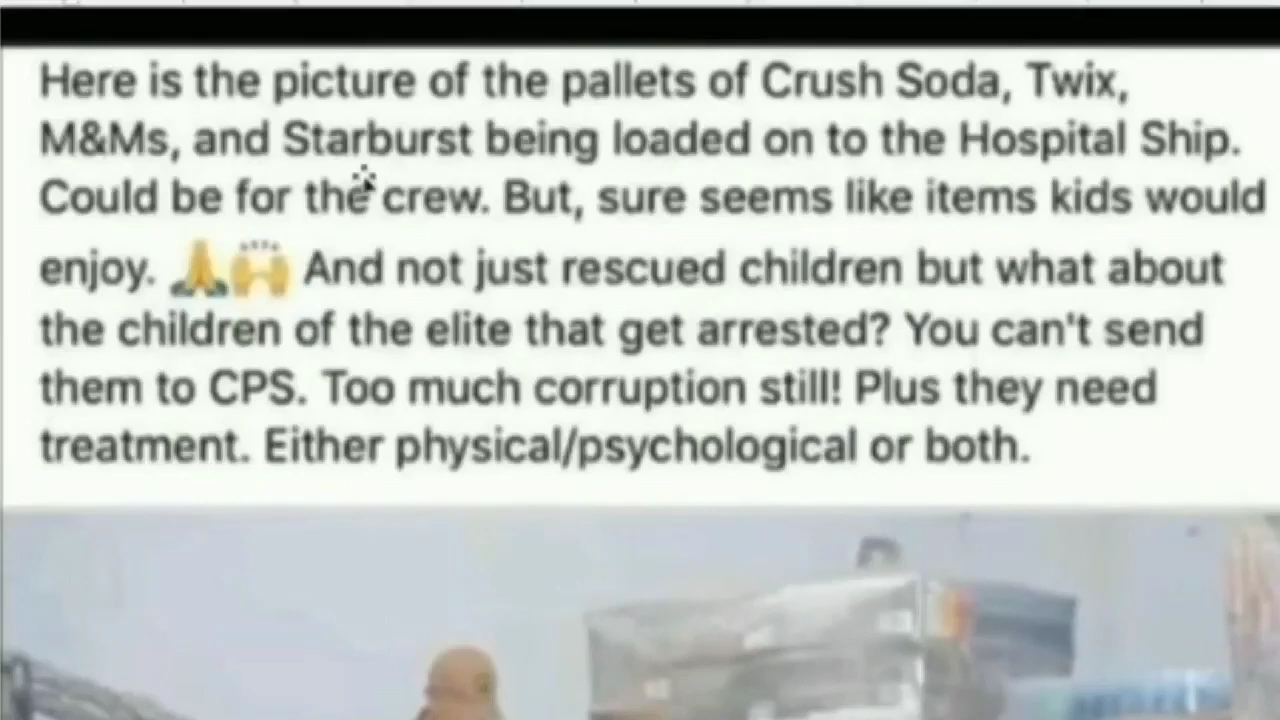 Here is the picture of the pallets of Crush Soda, Twix,
M&Ms, and Starburst being loaded on to the Hospital Ship.
Could be for the crew. But, sure seems like items kids would
enjoy. 🙏🙌 And not just rescued children but what about
the children of the elite that get arrested? You can't send
them to CPS. Too much corruption still! Plus they need
treatment. Either physical/psychological or both.